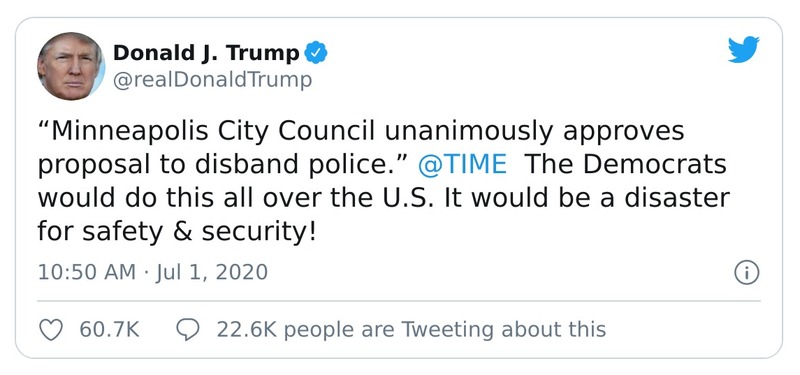 Donald J. Trump
@realDonaldTrump
“Minneapolis City Council unanimously approves
proposal to disband police.” @TIME  The Democrats
would do this all over the U.S. It would be a disaster
for safety & security!
10:50 AM · Jul 1, 2020
60.7K 22.6K people are Tweeting about this